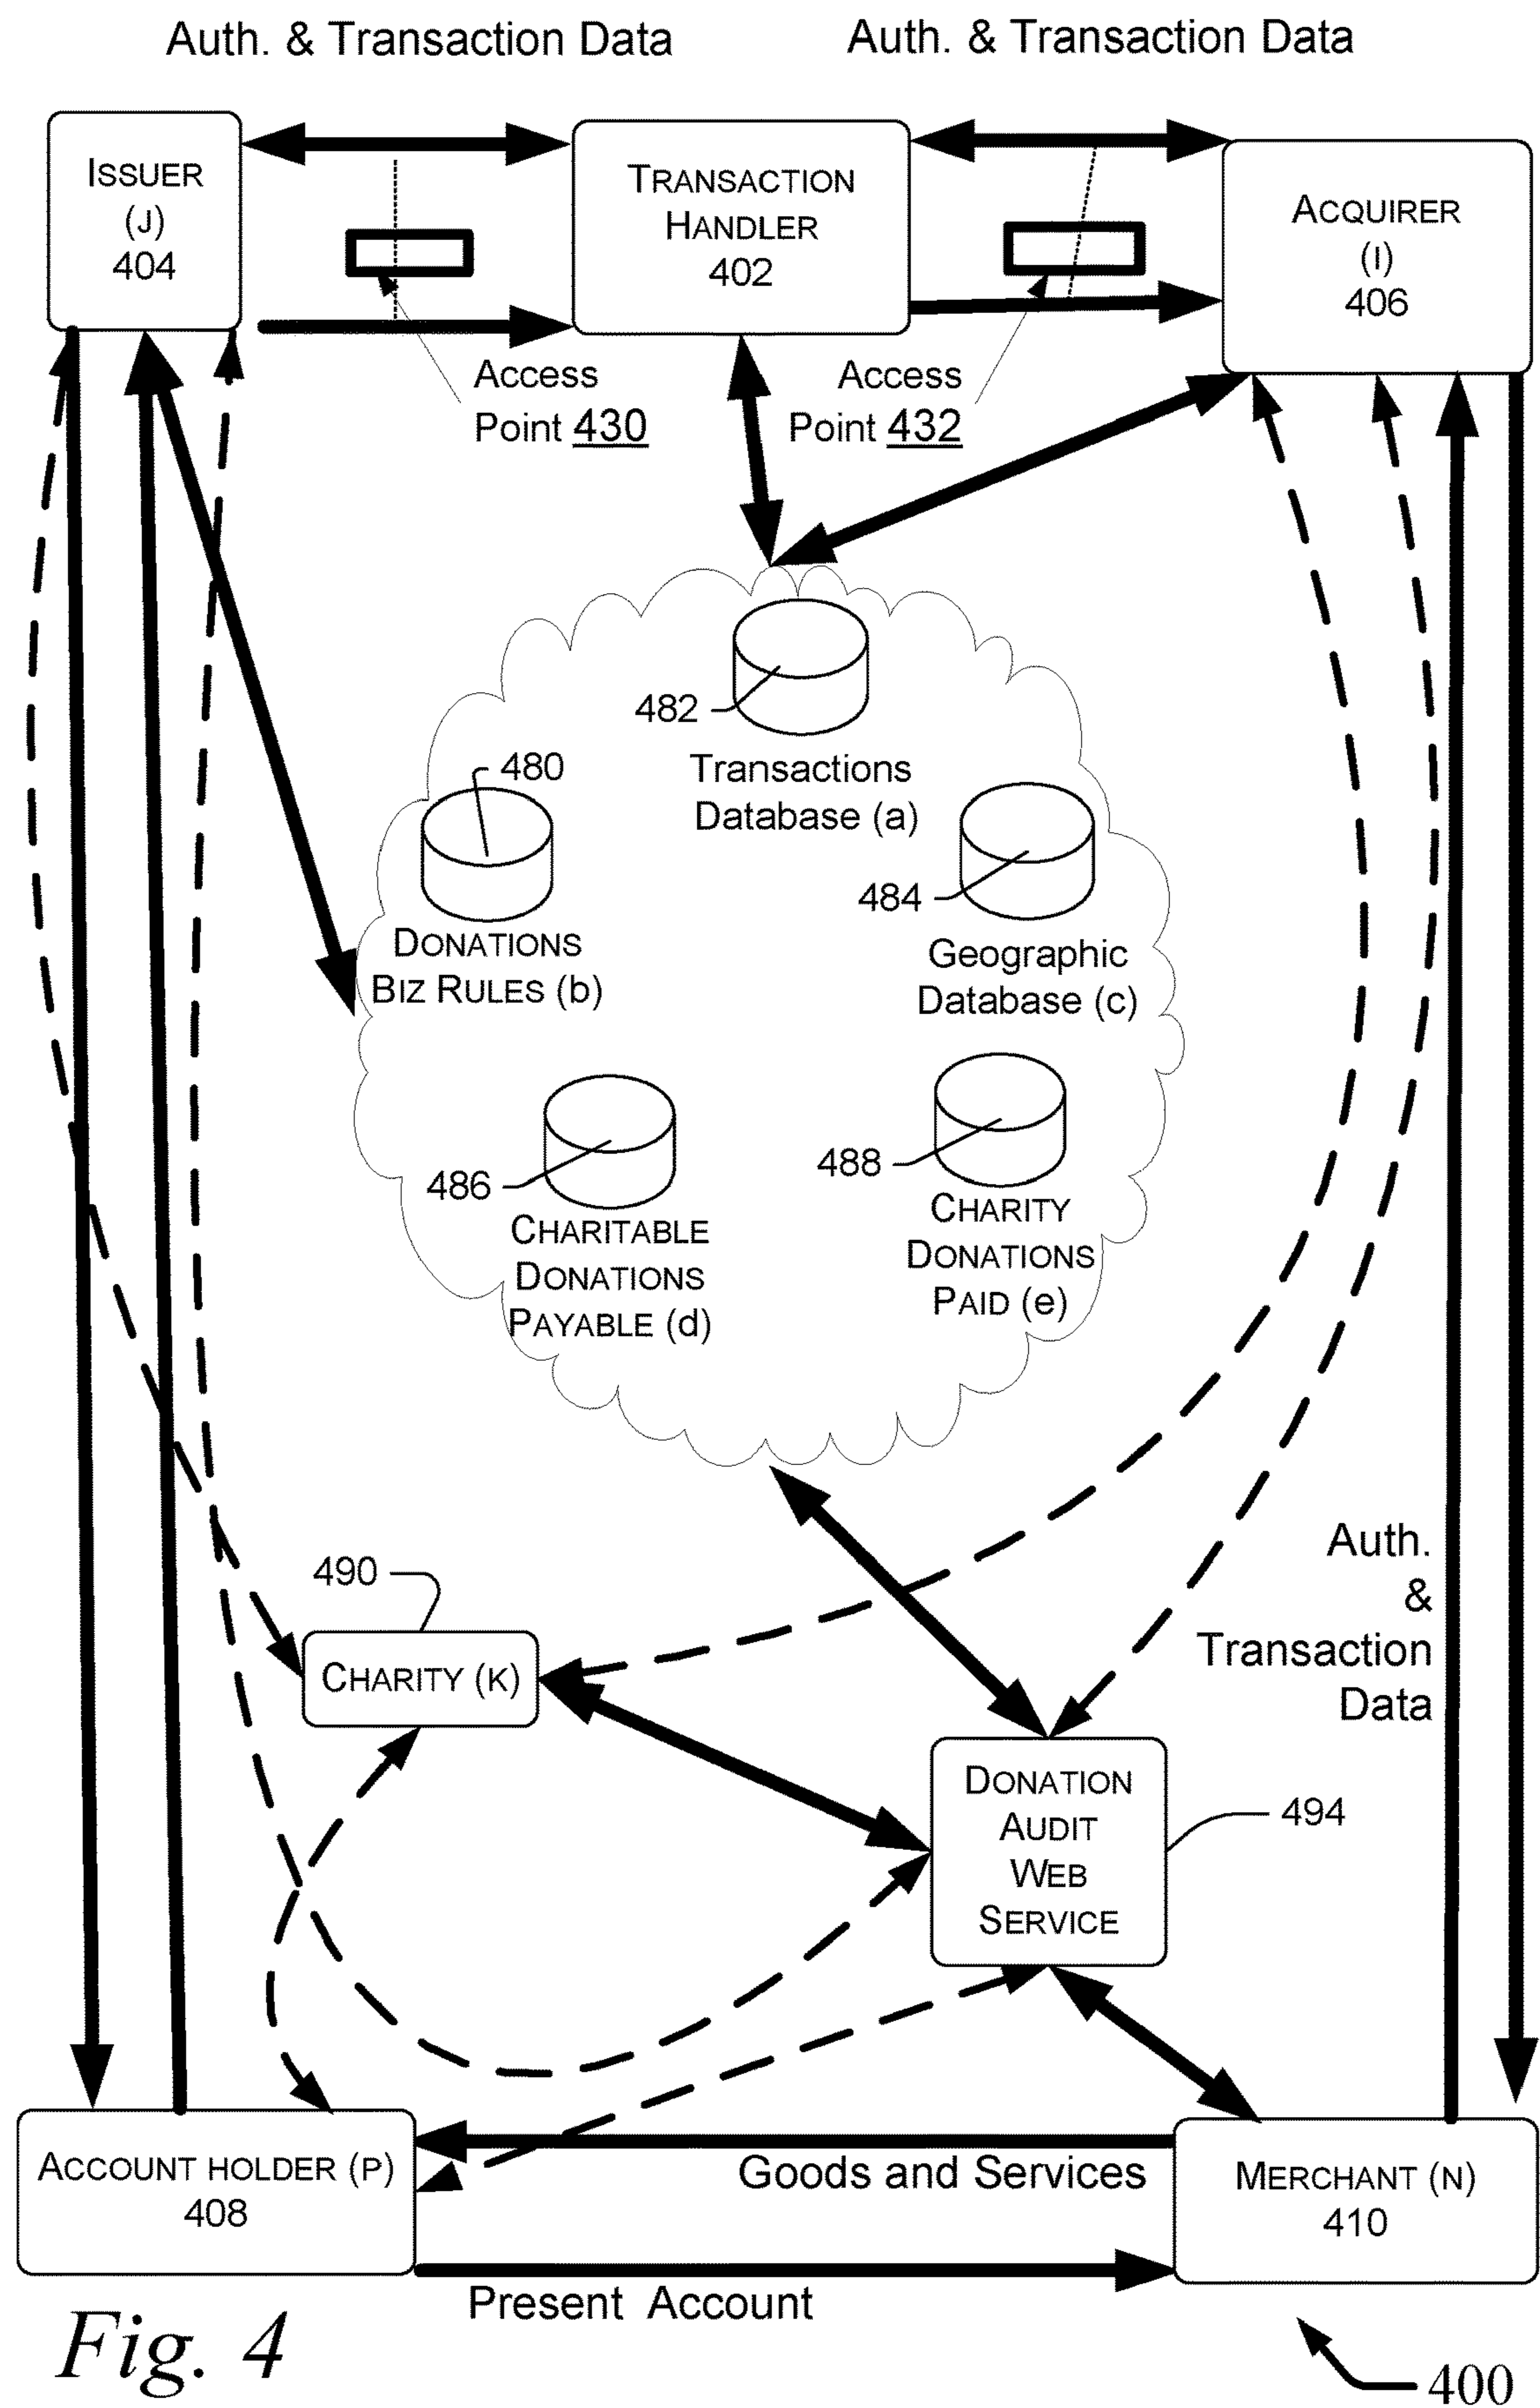 Auth. & Transaction Data
Auth. & Transaction Data
ISSUER
(J)
404
TRANSACTION
HANDLER
402
ACQUIRER
(I)
406
Access
Point 430
Access
Point 432
482
Transactions
Database (a)
480
DONATIONS
BIZ RULES (b)
484
Geographic
Database (c)
486
CHARITABLE
DONATIONS
PAYABLE (d)
488
CHARITY
DONATIONS
PAID (e)
Auth.
&
Transaction
Data
490
CHARITY (K)
DONATION
AUDIT
WEB
SERVICE
494
ACCOUNT HOLDER (P)
408
Goods and Services
MERCHANT (N)
410
Present Account
Fig. 4
400